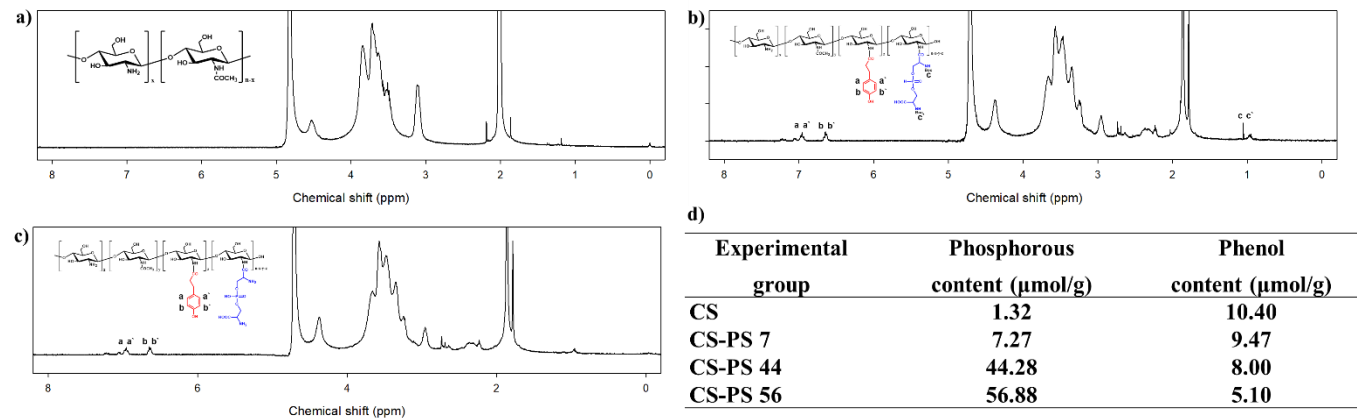 a)
OH
OH
O
O
O
O
O
HO
HO
NH2
x
NH
COCH3
n-x
8
7
6
5
4
3
2
1
0
Chemical shift (ppm)
b)
a a`
b b`
c c`
8
7
6
5
4
3
2
1
0
Chemical shift (ppm)
c)
a a`
b b`
8
6
4
2
0
Chemical shift (ppm)
d)
Experimental group
Phosphorous content (µmol/g)
Phenol content (µmol/g)
CS 1.32 10.40
CS-PS 7 7.27 9.47
CS-PS 44 44.28 8.00
CS-PS 56 56.88 5.10